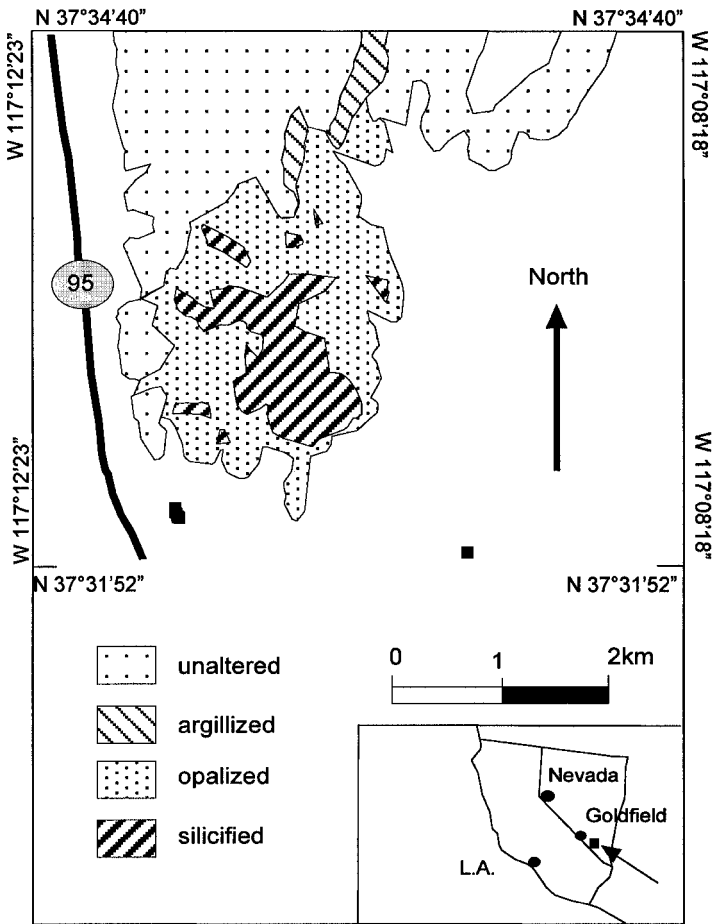 N 37°34'40"
N 37°34'40"
W 117°12'23"
W 117°08'18"
95
North
W 117°12'23"
W 117°08'18"
N 37°31'52"
N 37°31'52"
unaltered
argillized
opalized
silicified
0 1 2km
Nevada
Goldfield
L.A.